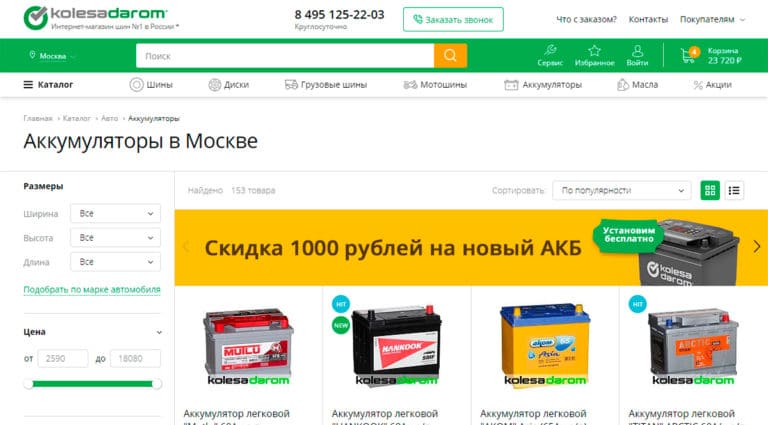 kolesadarom
Интернет-магазин шин №1 в России *
8 495 125-22-03
Круглосуточно
Заказать звонок
Что с заказом?
Контакты
Покупателям
Москва
Поиск
Сервис
Избранное
Войти
4
Корзина
23 720 ₽
Каталог
Шины
Диски
Грузовые шины
Мотошины
Аккумуляторы
Масла
Акции
Главная › Каталог › Авто › Аккумуляторы
Аккумуляторы в Москве
Размеры
Ширина Все
Высота Все
Длина Все
Подобрать по марке автомобиля
Цена
от 2590 до 18080
Найдено 153 товара
Сортировать: По популярности
Скидка 1000 рублей на новый АКБ
Установим
бесплатно
kolesa
darom
MUTLU
kolesadarom
HIT
NEW
HANKOOK
kolesadarom
АКОМ 65
Asia
kolesadarom
HIT
ARCTIC
kolesadarom
Аккумулятор легковой
Аккумулятор легковой
Аккумулятор легковой
Аккумулятор легковой